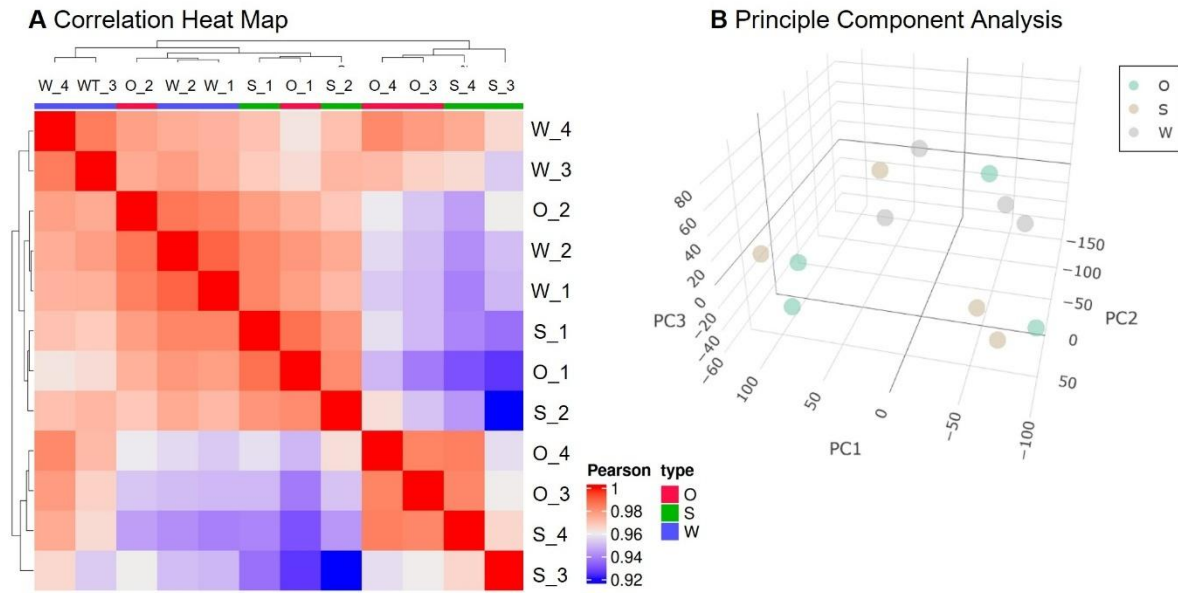 A Correlation Heat Map
W_4 WT_3 O_2 W_2 W_1 S_1 O_1 S_2 O_4 O_3 S_4 S_3
W_4
W_3
O_2
W_2
W_1
S_1
O_1
S_2
O_4
O_3
S_4
S_3
Pearson
1
0.98
0.96
0.94
0.92
type
O
S
W
B Principle Component Analysis
O
S
W
80
60
40
20
0
−20
−40
−60
PC3
100
50
0
−50
−100
PC1
−150
−100
−50
0
50
PC2